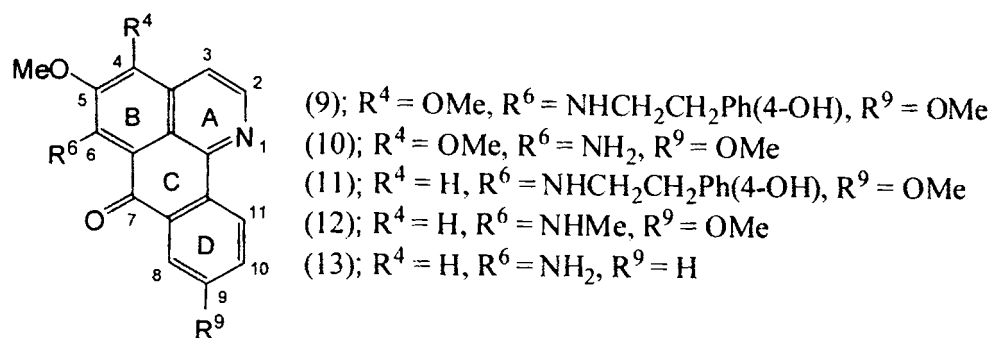 R⁴
MeO
4
3
2
5
B
A
N
1
R⁶
6
C
O
7
11
D
8
10
9
R⁹
(9); R⁴ = OMe, R⁶ = NHCH₂CH₂Ph(4-OH), R⁹ = OMe
(10); R⁴ = OMe, R⁶ = NH₂, R⁹ = OMe
(11); R⁴ = H, R⁶ = NHCH₂CH₂Ph(4-OH), R⁹ = OMe
(12); R⁴ = H, R⁶ = NHMe, R⁹ = OMe
(13); R⁴ = H, R⁶ = NH₂, R⁹ = H